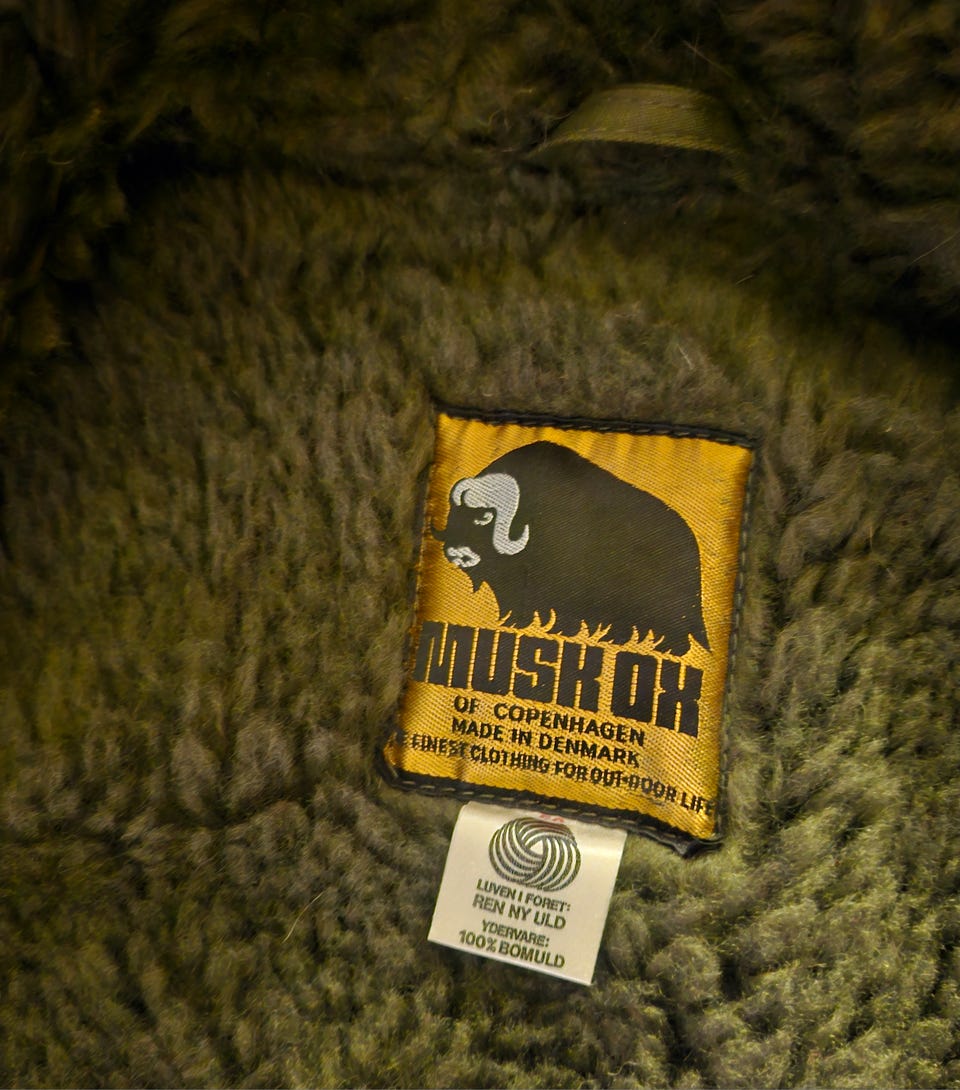 MUSK OX
OF COPENHAGEN
MADE IN DENMARK
FINEST CLOTHING FOR OUT-DOOR LIFE
LUVEN I FORET:
REN NY ULD
YDERVARE:
100% BOMULD